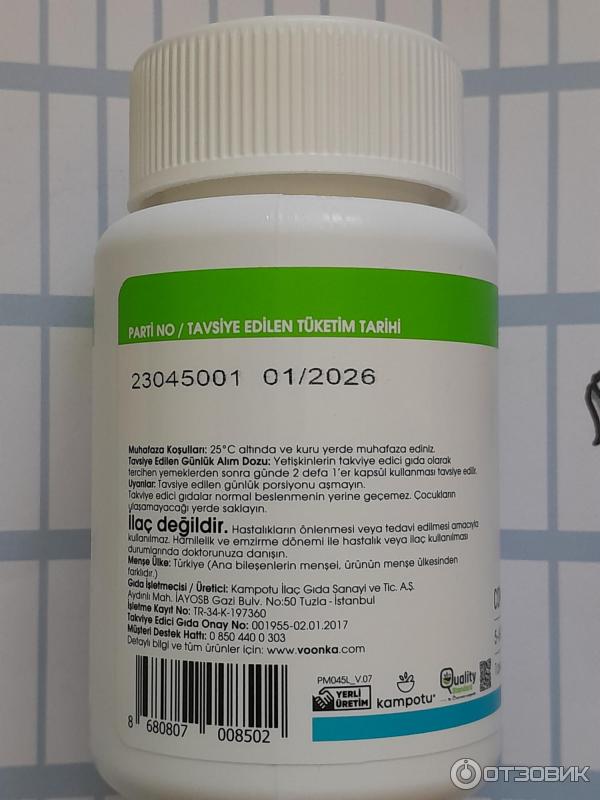 PARTİ NO / TAVSİYE EDİLEN TÜKETİM TARİHİ
23045001 01/2026
Muhafaza Koşulları: 25°C altında ve kuru yerde muhafaza ediniz.
Tavsiye Edilen Günlük Alım Dozu: Yetişkinlerin takviye edici gıda olarak
tercihen yemeklerden sonra günde 2 defa 1'er kapsül kullanması tavsiye edilir.
Uyarılar: Tavsiye edilen günlük porsiyonu aşmayın.
Takviye edici gıdalar normal beslenmenin yerine geçemez. Çocukların
ulaşamayacağı yerde saklayın.
İlaç değildir. Hastalıkların önlenmesi veya tedavi edilmesi amacıyla
kullanılmaz. Hamilelik ve emzirme dönemi ile hastalık veya ilaç kullanılması
durumlarında doktorunuza danışın.
Menşe Ülke: Türkiye (Ana bileşenlerin menşei, ürünün menşe ülkesinden
farklıdır.)
Gıda İşletmecisi / Üretici: Kampotu İlaç Gıda Sanayi ve Tic. A.Ş.
Aydınlı Mah. İAYOSB Gazi Bulv. No:50 Tuzla - İstanbul
İşletme Kayıt No: TR-34-K-197360
Takviye Edici Gıda Onay No: 001955-02.01.2017
Müşteri Destek Hattı: 0 850 440 0 303
Detaylı bilgi ve tüm ürünler için: www.voonka.com
PM045L_V.07
YERLİ
ÜRETİM
kampotu
Quality
Standard
8 680807 008502
ОТЗОВИК